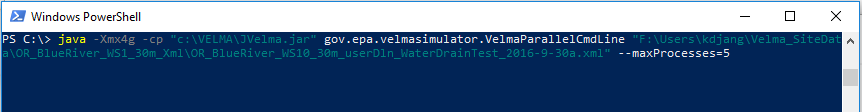 Windows PowerShell
PS C:\> java -Xmx4g -cp "c:\VELMA\JVelma.jar" gov.epa.velmasimulator.VelmaParallelCmdLine "F:\Users\kdjang\Velma_SiteDat
a\OR_BlueRiver_WS1_30m_Xml\OR_BlueRiver_WS10_30m_userDln_WaterDrainTest_2016-9-30a.xml" --maxProcesses=5